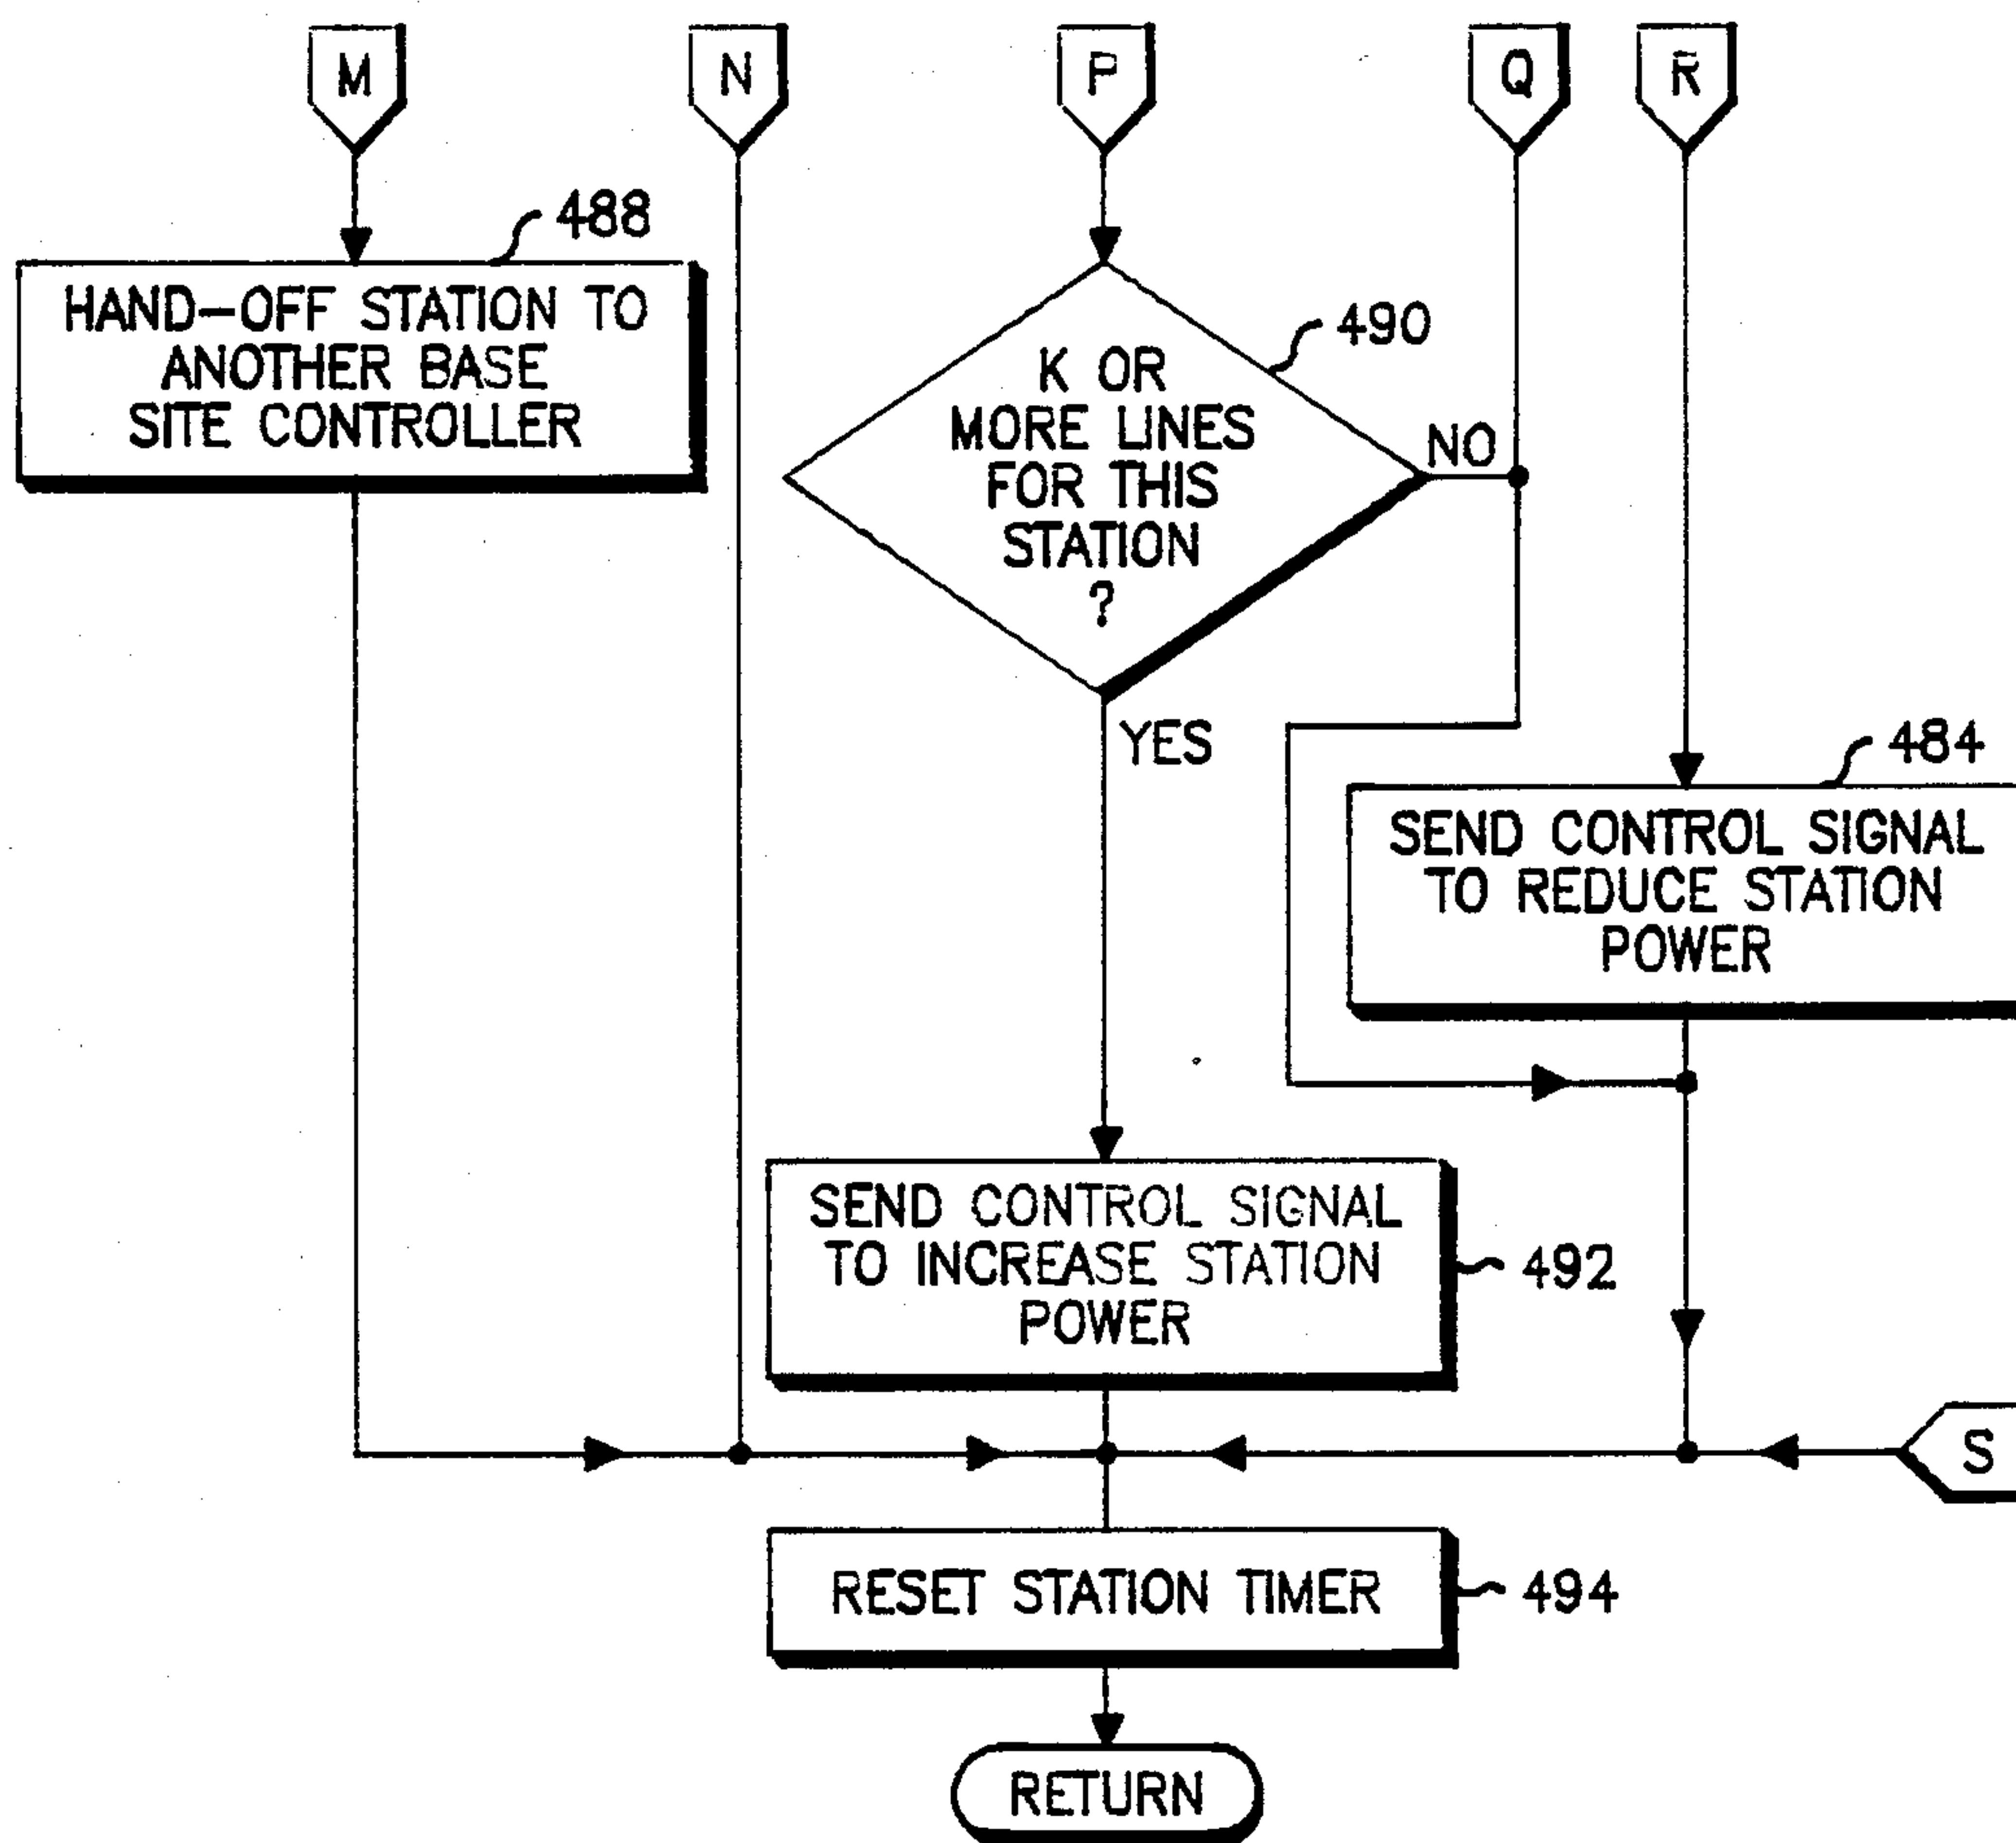 M
N
P
Q
R
488
HAND-OFF STATION TO
ANOTHER BASE
SITE CONTROLLER
490
K OR
MORE LINES
FOR THIS
STATION
?
NO
YES
484
SEND CONTROL SIGNAL
TO REDUCE STATION
POWER
SEND CONTROL SIGNAL
TO INCREASE STATION
POWER
492
S
RESET STATION TIMER
494
RETURN